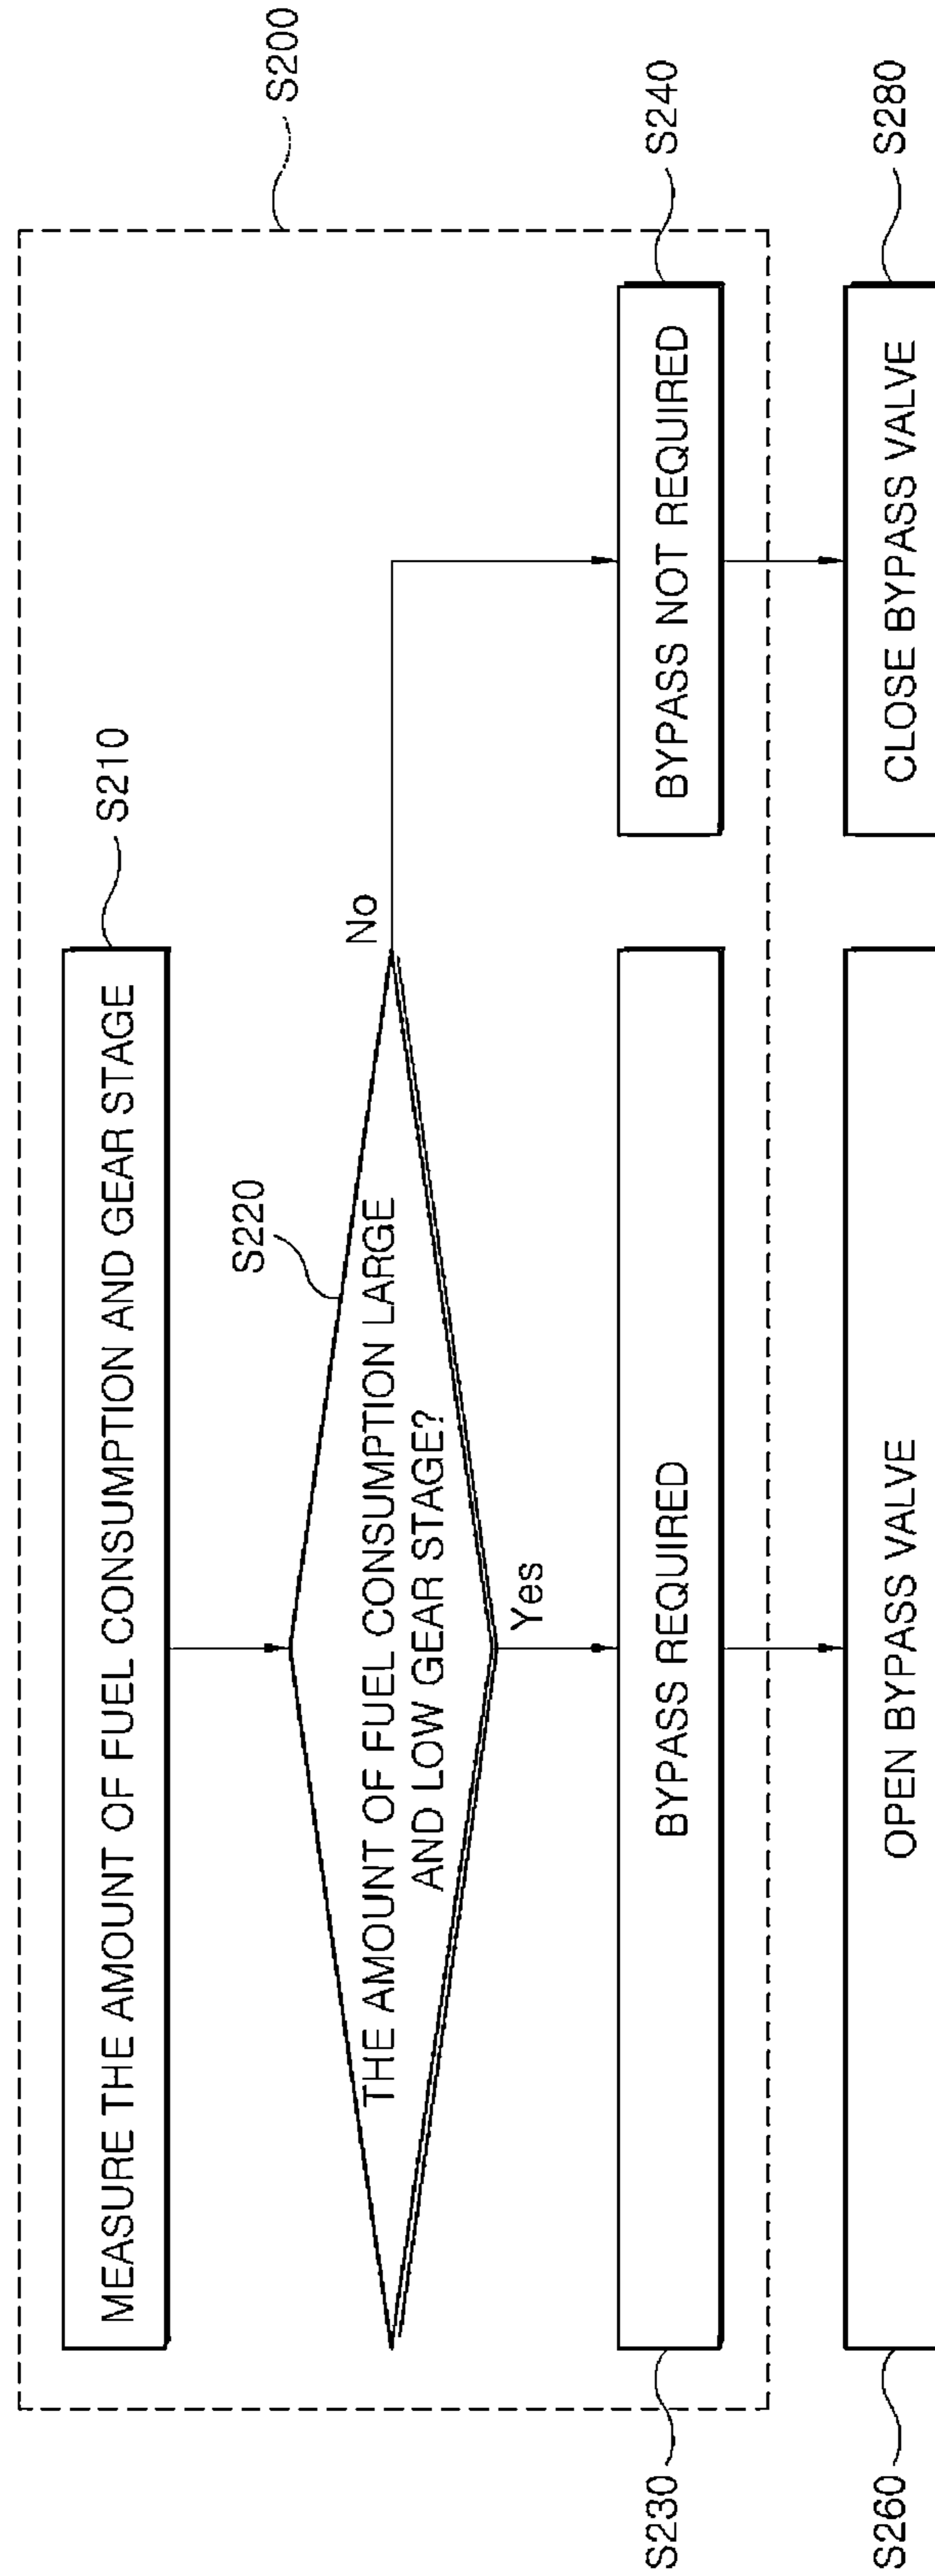 S200
MEASURE THE AMOUNT OF FUEL CONSUMPTION AND GEAR STAGE
S210
S220
THE AMOUNT OF FUEL CONSUMPTION LARGE
AND LOW GEAR STAGE?
No
Yes
S230
BYPASS REQUIRED
BYPASS NOT REQUIRED
S240
S260
OPEN BYPASS VALVE
CLOSE BYPASS VALVE
S280